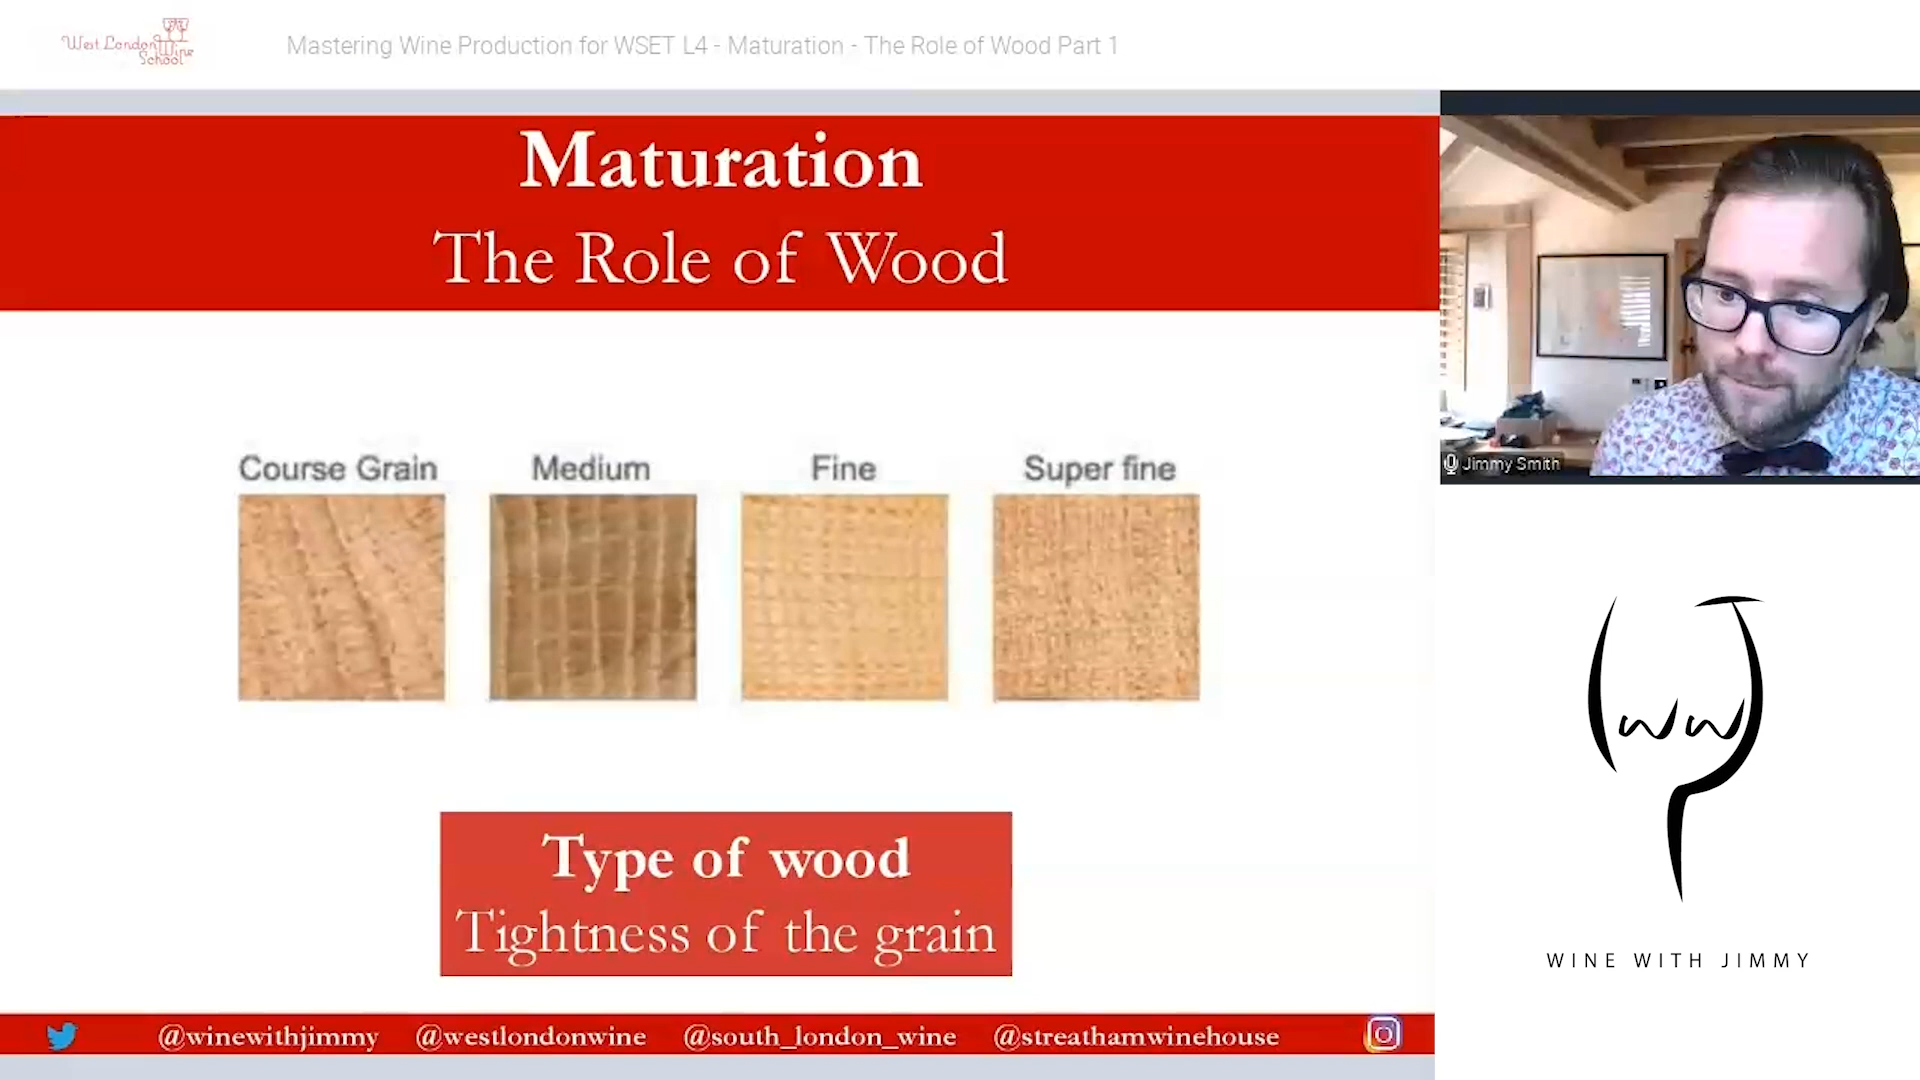 West London
Wine
School
Mastering Wine Production for WSET L4 - Maturation - The Role of Wood Part 1
Maturation
The Role of Wood
Course Grain
Medium
Fine
Super fine
Type of wood
Tightness of the grain
@winewithjimmy
@westlondonwine
@south_london_wine
@streathamwinehouse
Jimmy Smith
WW
WINE WITH JIMMY